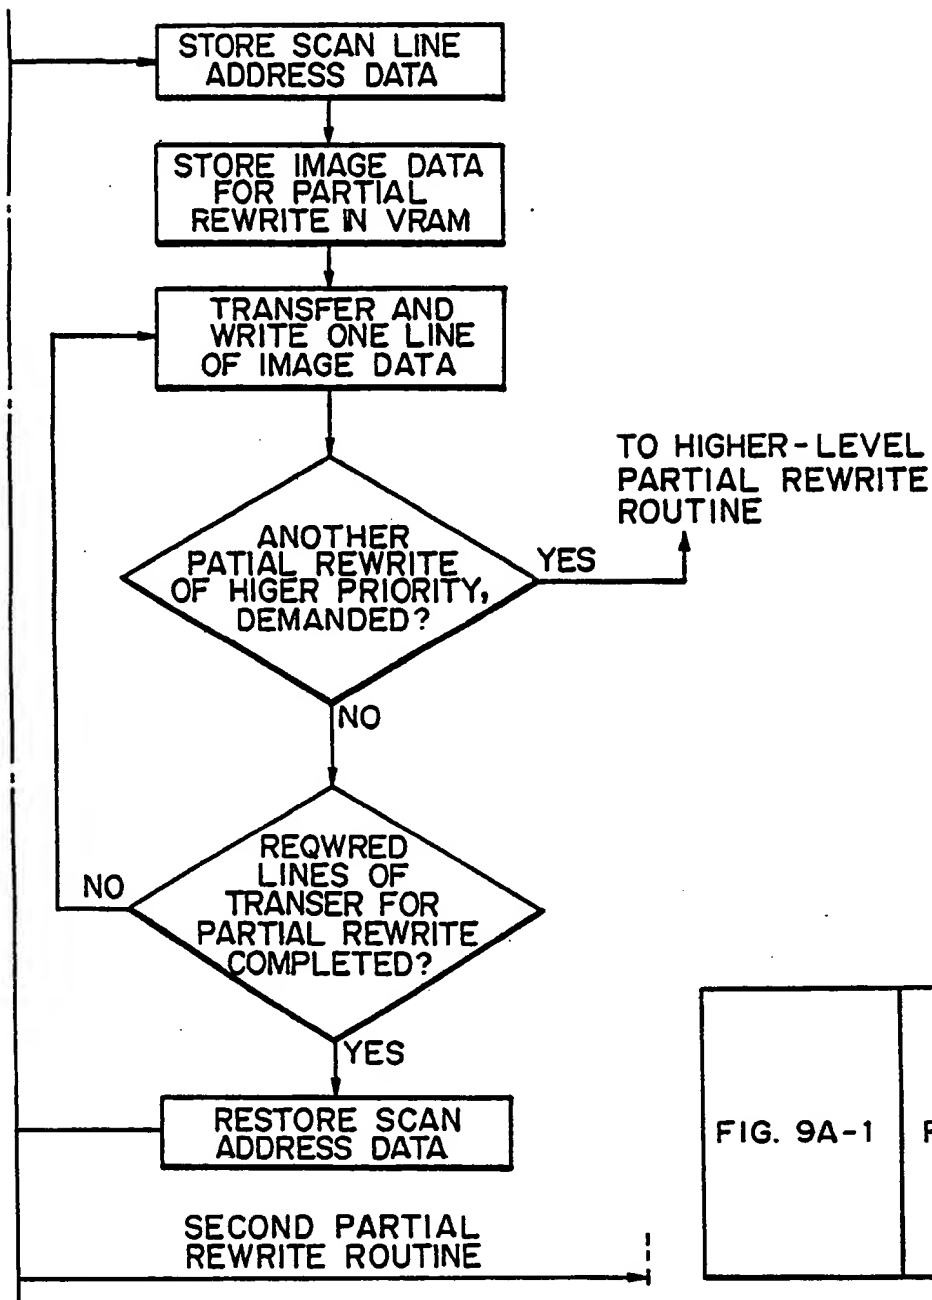 STORE SCAN LINE
ADDRESS DATA
STORE IMAGE DATA
FOR PARTIAL
REWRITE IN VRAM
TRANSFER AND
WRITE ONE LINE
OF IMAGE DATA
TO HIGHER-LEVEL
PARTIAL REWRITE
ROUTINE
ANOTHER
PATIAL REWRITE
OF HIGER PRIORITY,
DEMANDED?
YES
NO
REQWRED
LINES OF
TRANSER FOR
PARTIAL REWRITE
COMPLETED?
NO
YES
RESTORE SCAN
ADDRESS DATA
FIG. 9A-1
SECOND PARTIAL
REWRITE ROUTINE